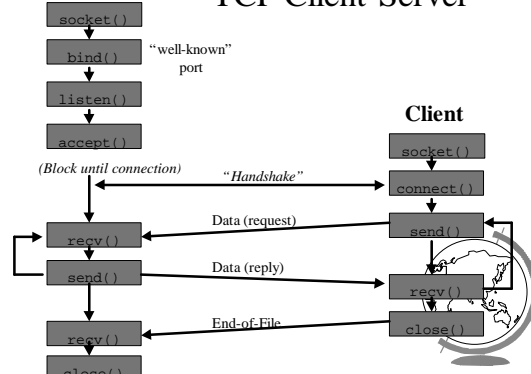 TCP Client-Server
socket()
bind()
"well-known"
port
listen()
accept()
Client
socket()
(Block until connection)
"Handshake"
connect()
Data (request)
send()
recv()
Data (reply)
send()
recv()
End-of-File
close()
recv()
close()